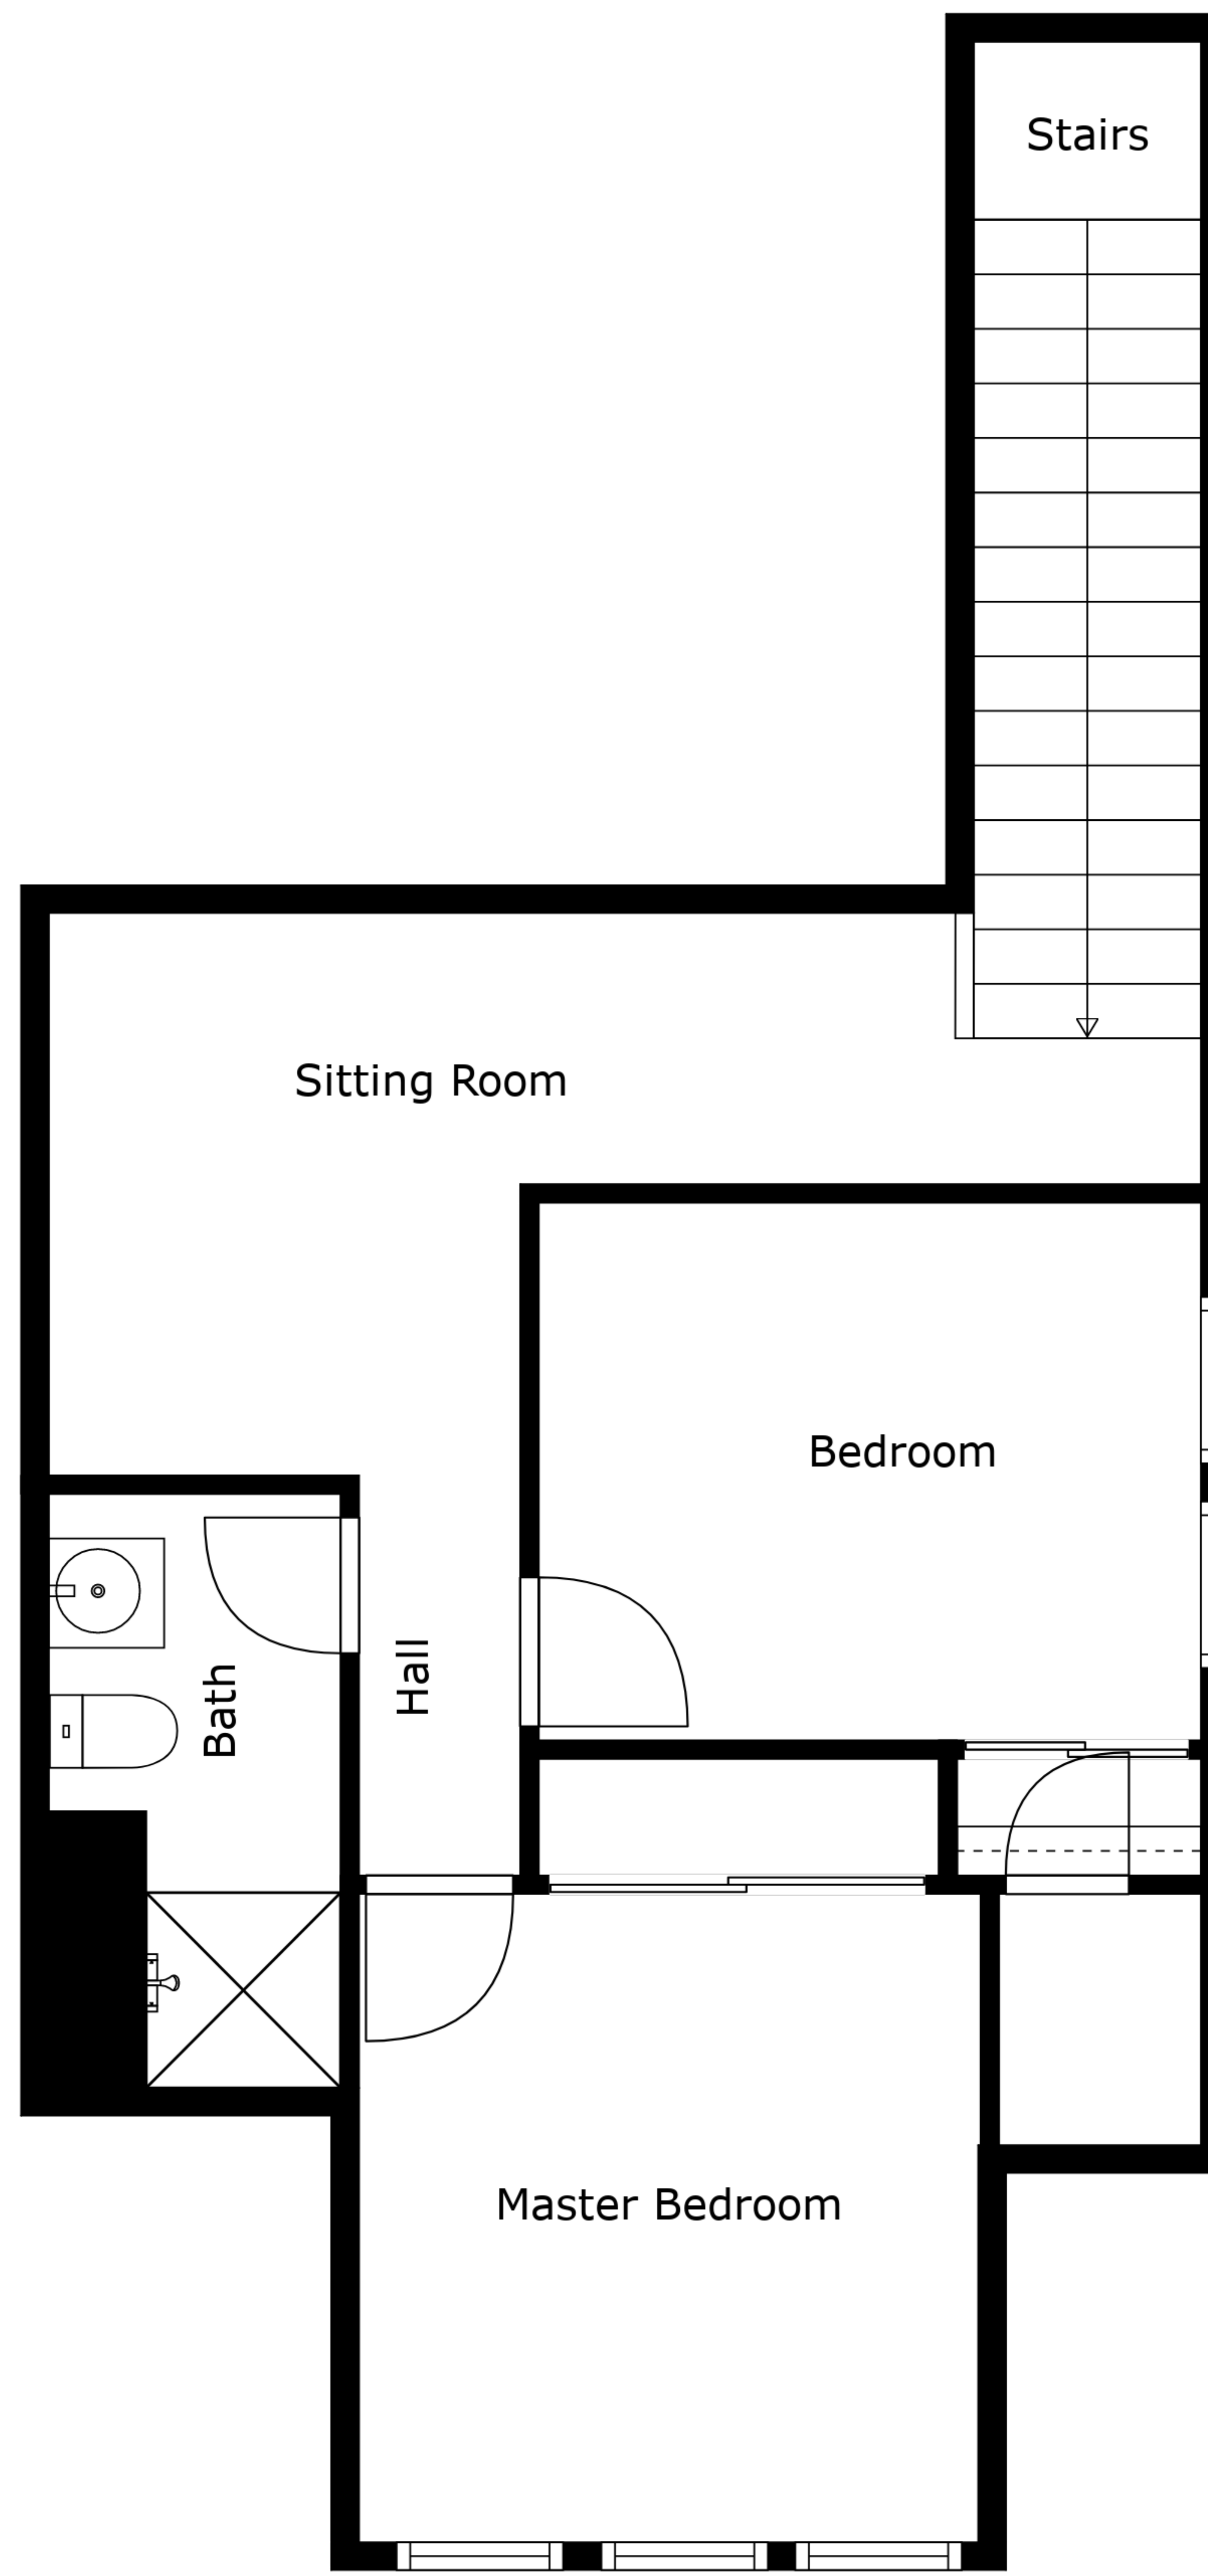 Stairs
Sitting Room
Bedroom
Bath
Hall
Master Bedroom